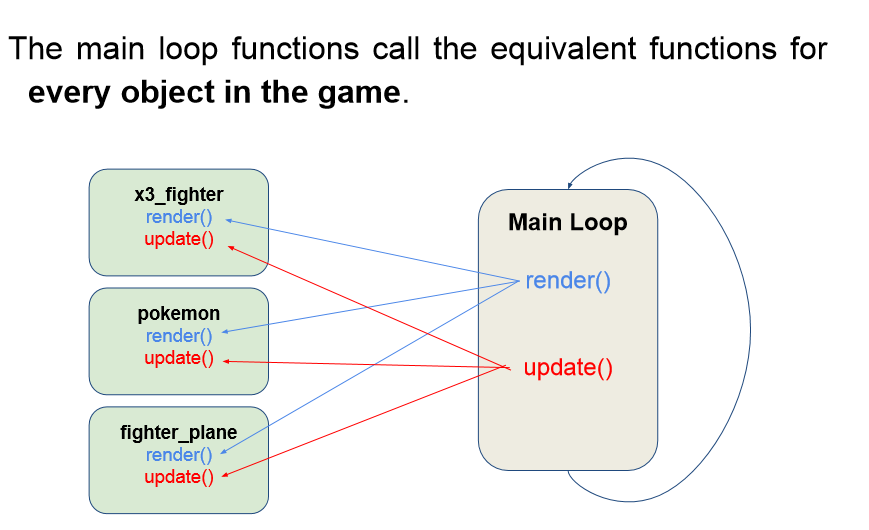 The main loop functions call the equivalent functions for
every object in the game.
x3_fighter
render()
update()
pokemon
render()
update()
fighter_plane
render()
update()
Main Loop
render()
update()